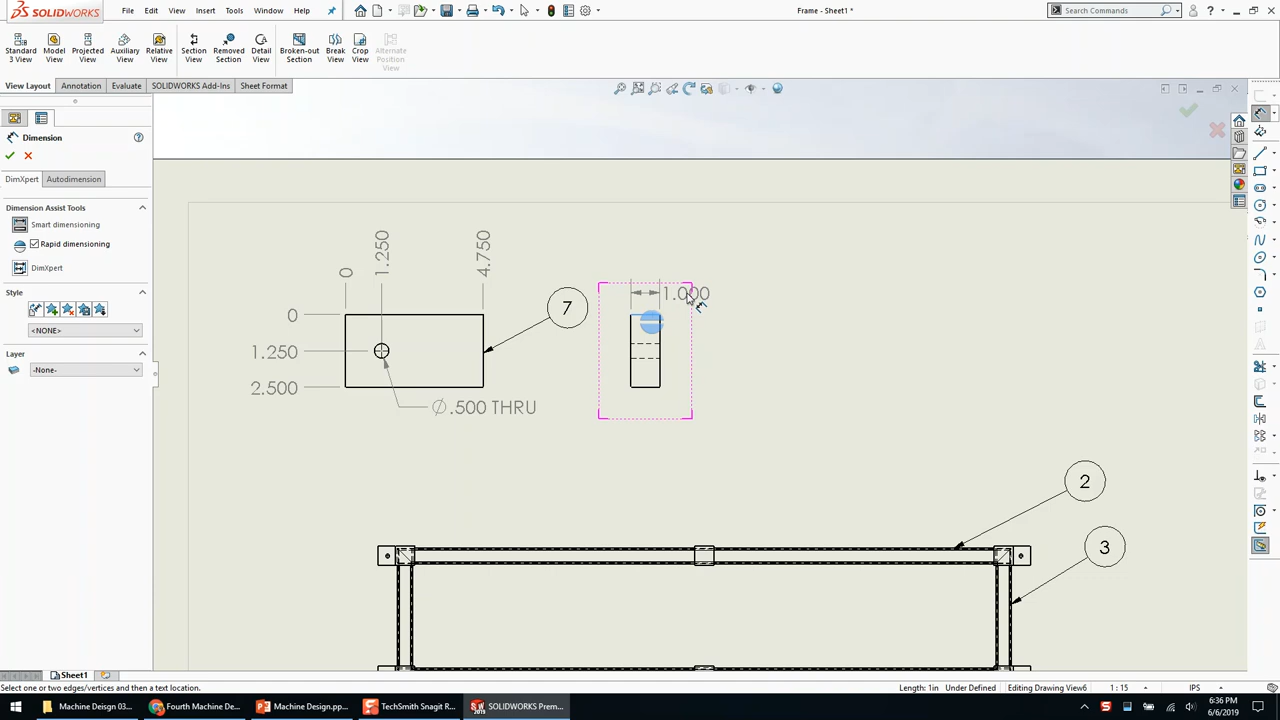 SOLIDWORKS File Edit View Insert Tools Window Help Frame - Sheet1 * Search Commands
Standard 3 View Model View Projected View Auxiliary View Relative View Section View Removed Section Detail View Broken-out Section Break View Crop View Alternate Position View
View Layout Annotation Evaluate SOLIDWORKS Add-Ins Sheet Format
Dimension
DimXpert Autodimension
Dimension Assist Tools
Smart dimensioning
Rapid dimensioning
DimXpert
Style
<NONE>
Layer
-None-
0 1.250 4.750
0
1.250
2.500
7
Ø.500 THRU
1.000
2
3
Sheet1
Select one or two edges/vertices and then a text location. Length: 1in Under Defined Editing Drawing View6 1 : 15 IPS
Machine Deisgn 03... Fourth Machine De... Machine Design.pp... TechSmith Snagit R... SOLIDWORKS Prem... 6:36 PM
6/6/2019